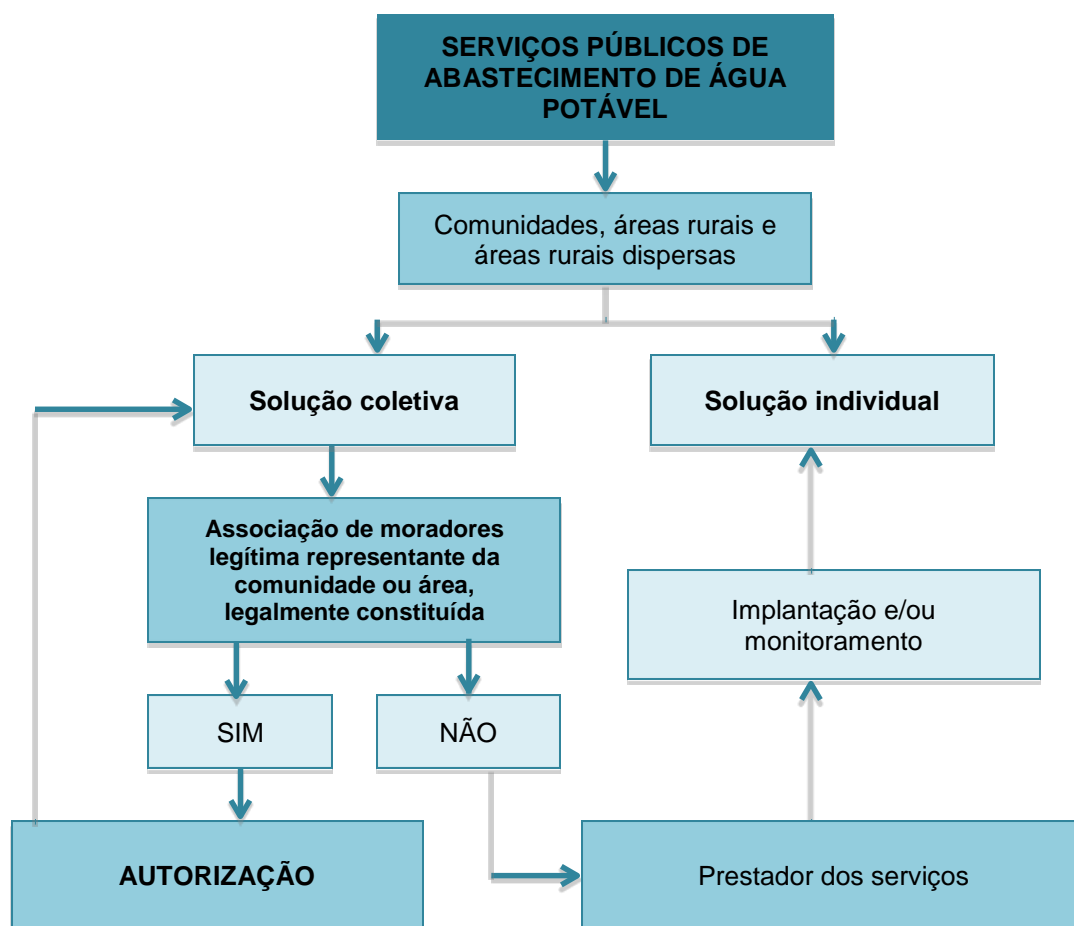 SERVIÇOS PÚBLICOS DE
ABASTECIMENTO DE ÁGUA
POTÁVEL
Comunidades, áreas rurais e
áreas rurais dispersas
Solução coletiva
Solução individual
Associação de moradores
legítima representante da
comunidade ou área,
legalmente constituída
Implantação e/ou
monitoramento
SIM
NÃO
AUTORIZAÇÃO
Prestador dos serviços